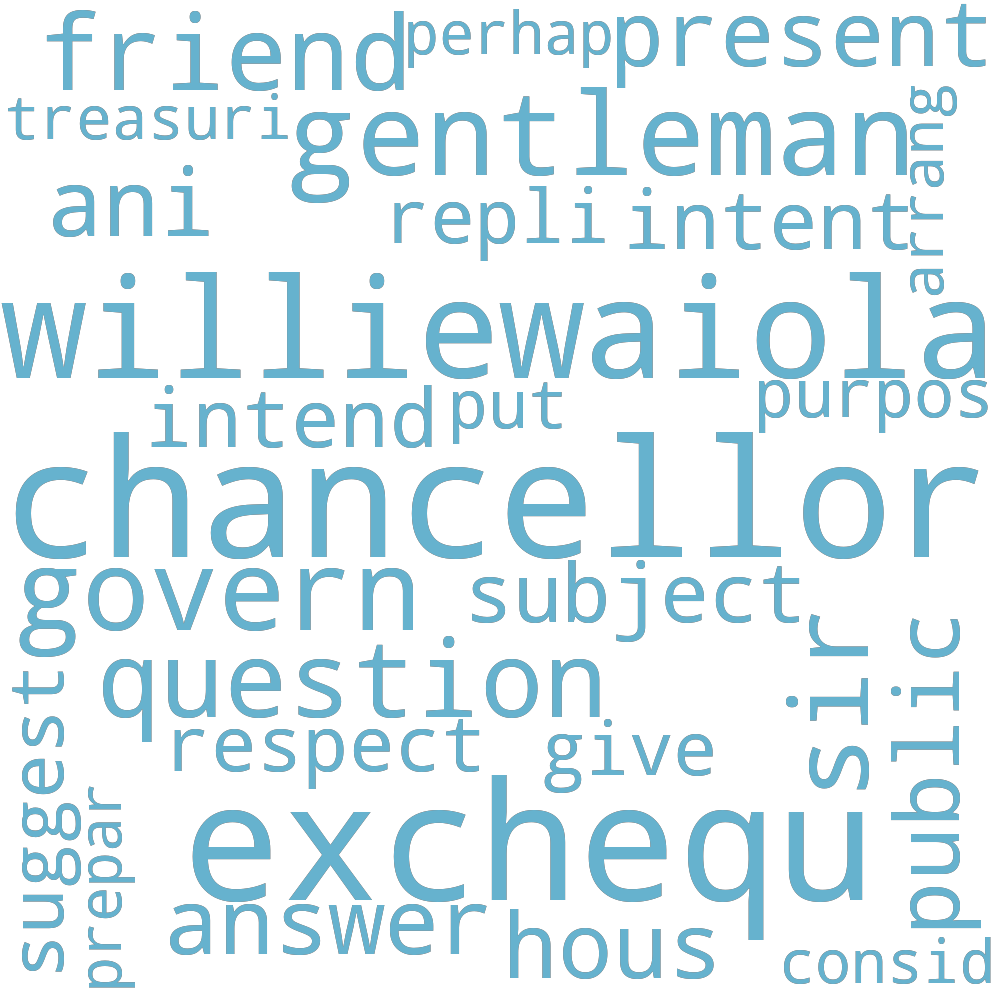 friend perhap present
treasuri gentleman arrang
ani repli intent
williewaiola
intend put purpos
chancellor
govern subject
question sir public
suggest respect give
prepar exchequ
answer hous consid